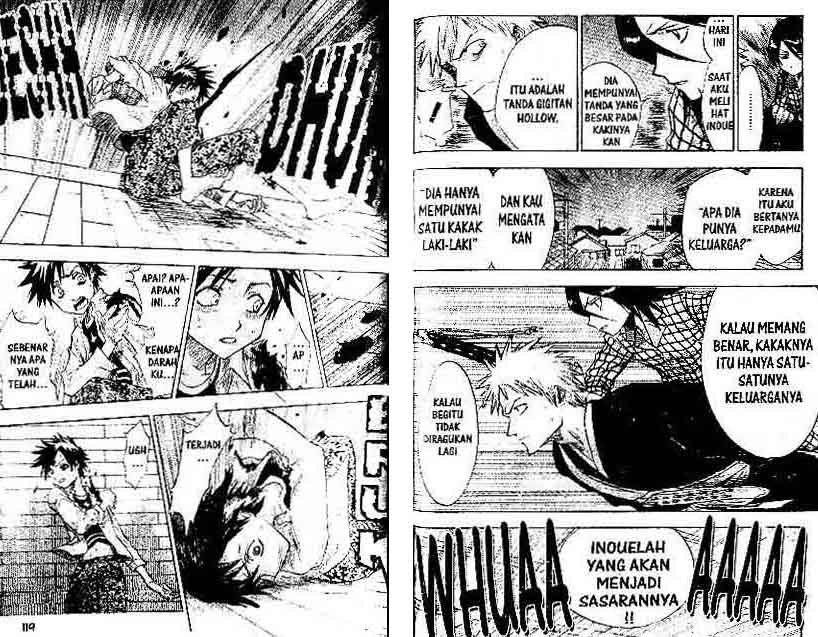 ........
...
HARI
INI
...
SAAT
AKU
MELI
HAT
INOUE
DIA
MEMPUNYAI
TANDA YANG
BESAR PADA
KAKINYA
KAN
...
ITU ADALAH
TANDA GIGITAN
HOLLOW.
KARENA
ITU AKU
BERTANYA
KEPADAMU
"APA DIA
PUNYA
KELUARGA?"
DAN KAU
MENGATA
KAN
"DIA HANYA
MEMPUNYAI
SATU KAKAK
LAKI-LAKI"
KALAU MEMANG
BENAR, KAKAKNYA
ITU HANYA SATU-
SATUNYA
KELUARGANYA
KALAU
BEGITU
TIDAK
DIRAGUKAN
LAGI
INOUELAH
YANG AKAN
MENJADI
SASARANNYA
!!
WHUAA
AAAAA
AP
...
APAI? APA-
APAAN
INI...?
KENAPA
DARAH
KU...
SEBENAR
NYA APA
YANG
TELAH...
TERJADI
....
UGH
...
119